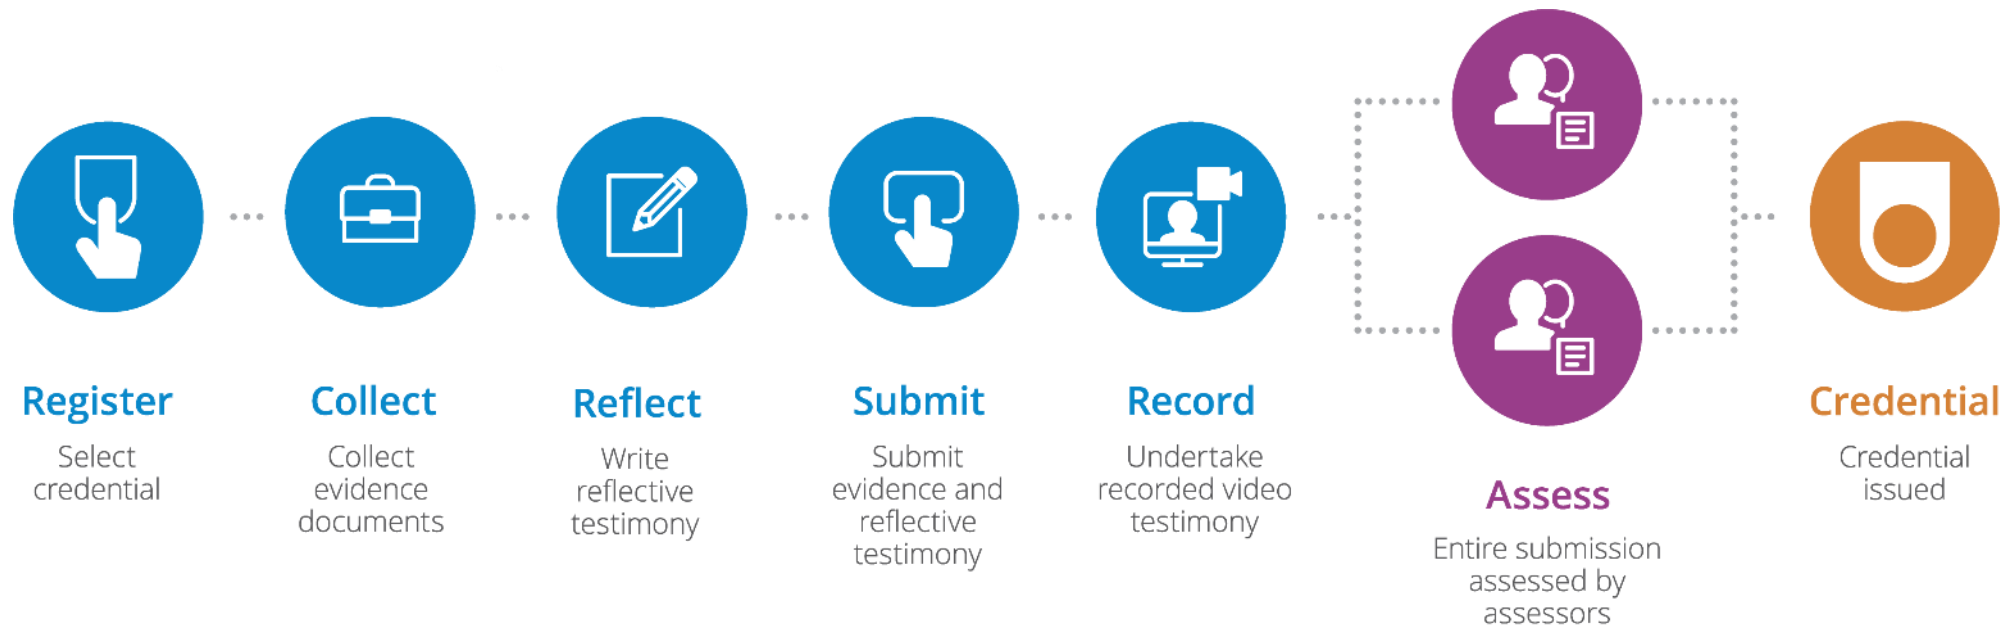 Register
Select
credential
Collect
Collect
evidence
documents
Reflect
Write
reflective
testimony
Submit
Submit
evidence and
reflective
testimony
Record
Undertake
recorded video
testimony
Assess
Entire submission
assessed by
assessors
Credential
Credential
issued